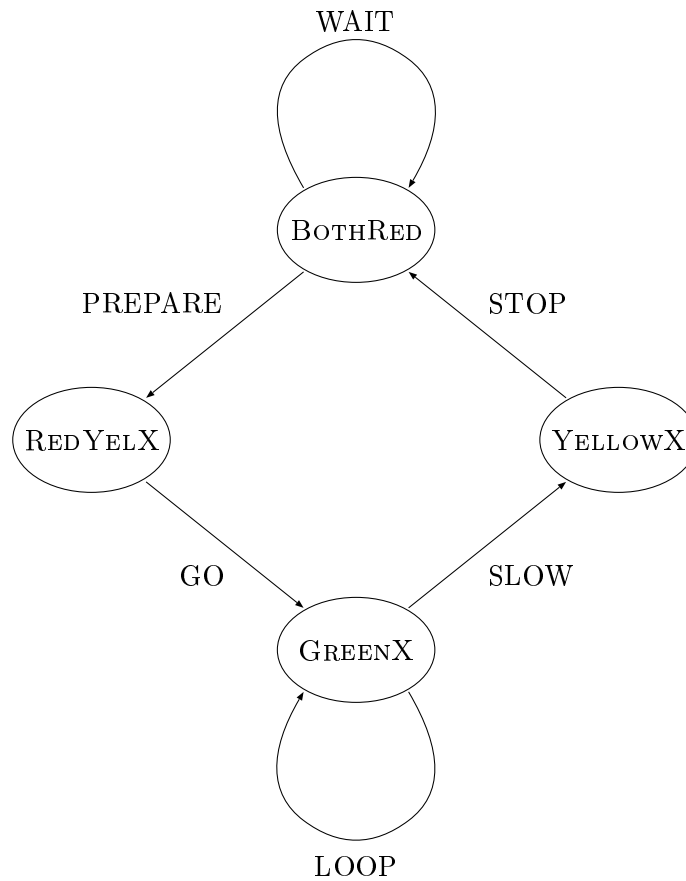 WAIT
BOTHRED
PREPARE
STOP
REDYELX
YELLOWX
GO
SLOW
GREENX
LOOP